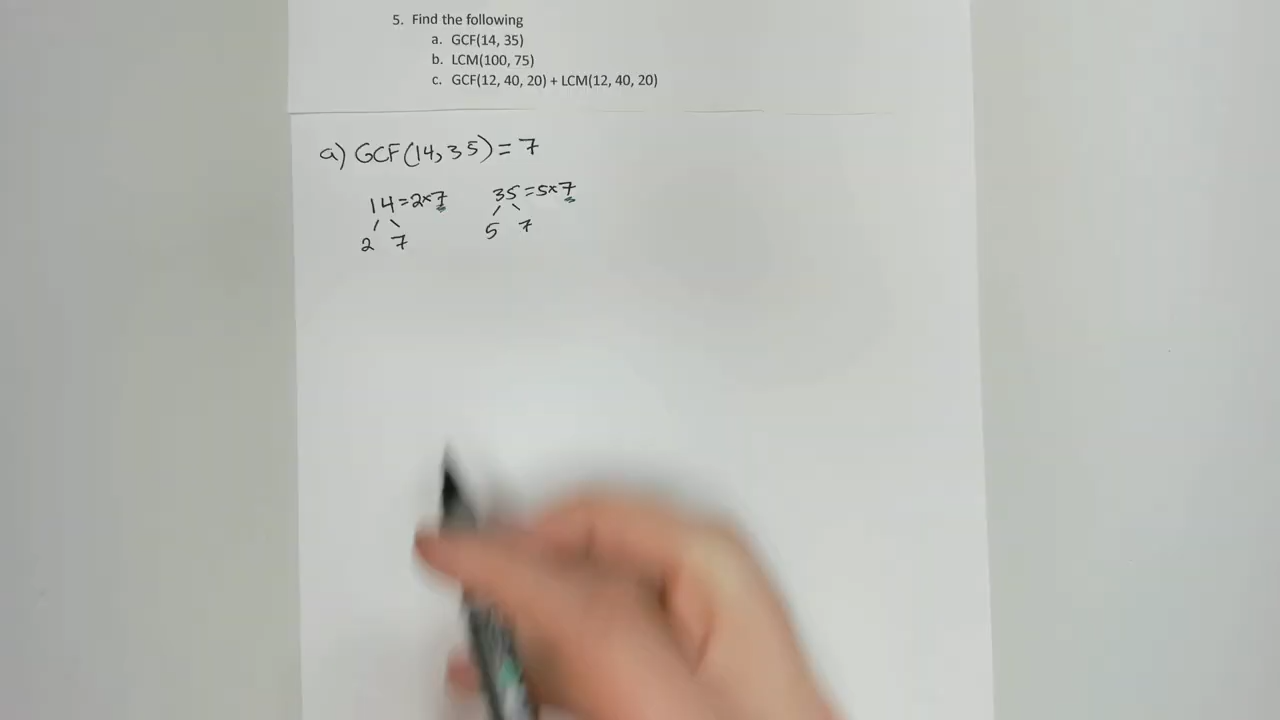 5. Find the following
a. GCF(14, 35)
b. LCM(100, 75)
c. GCF(12, 40, 20) + LCM(12, 40, 20)
a) GCF(14,35) = 7
14=2×7 35=5×7
2 7 5 7